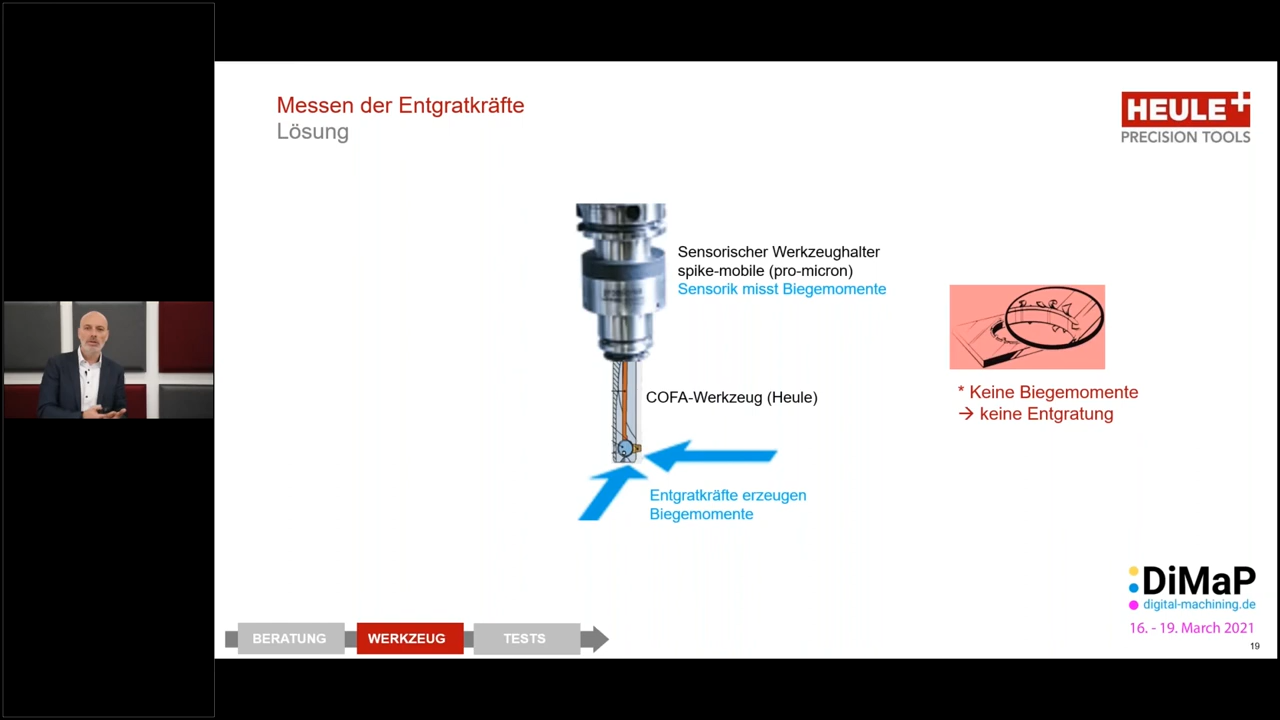 Messen der Entgratkräfte
Lösung
HEULE
PRECISION TOOLS
Sensorischer Werkzeughalter
spike-mobile (pro-micron)
Sensorik misst Biegemomente
COFA-Werkzeug (Heule)
* Keine Biegemomente
→ keine Entgratung
Entgratkräfte erzeugen
Biegemomente
DiMaP
digital-machining.de
16. - 19. March 2021
BERATUNG
WERKZEUG
TESTS
19